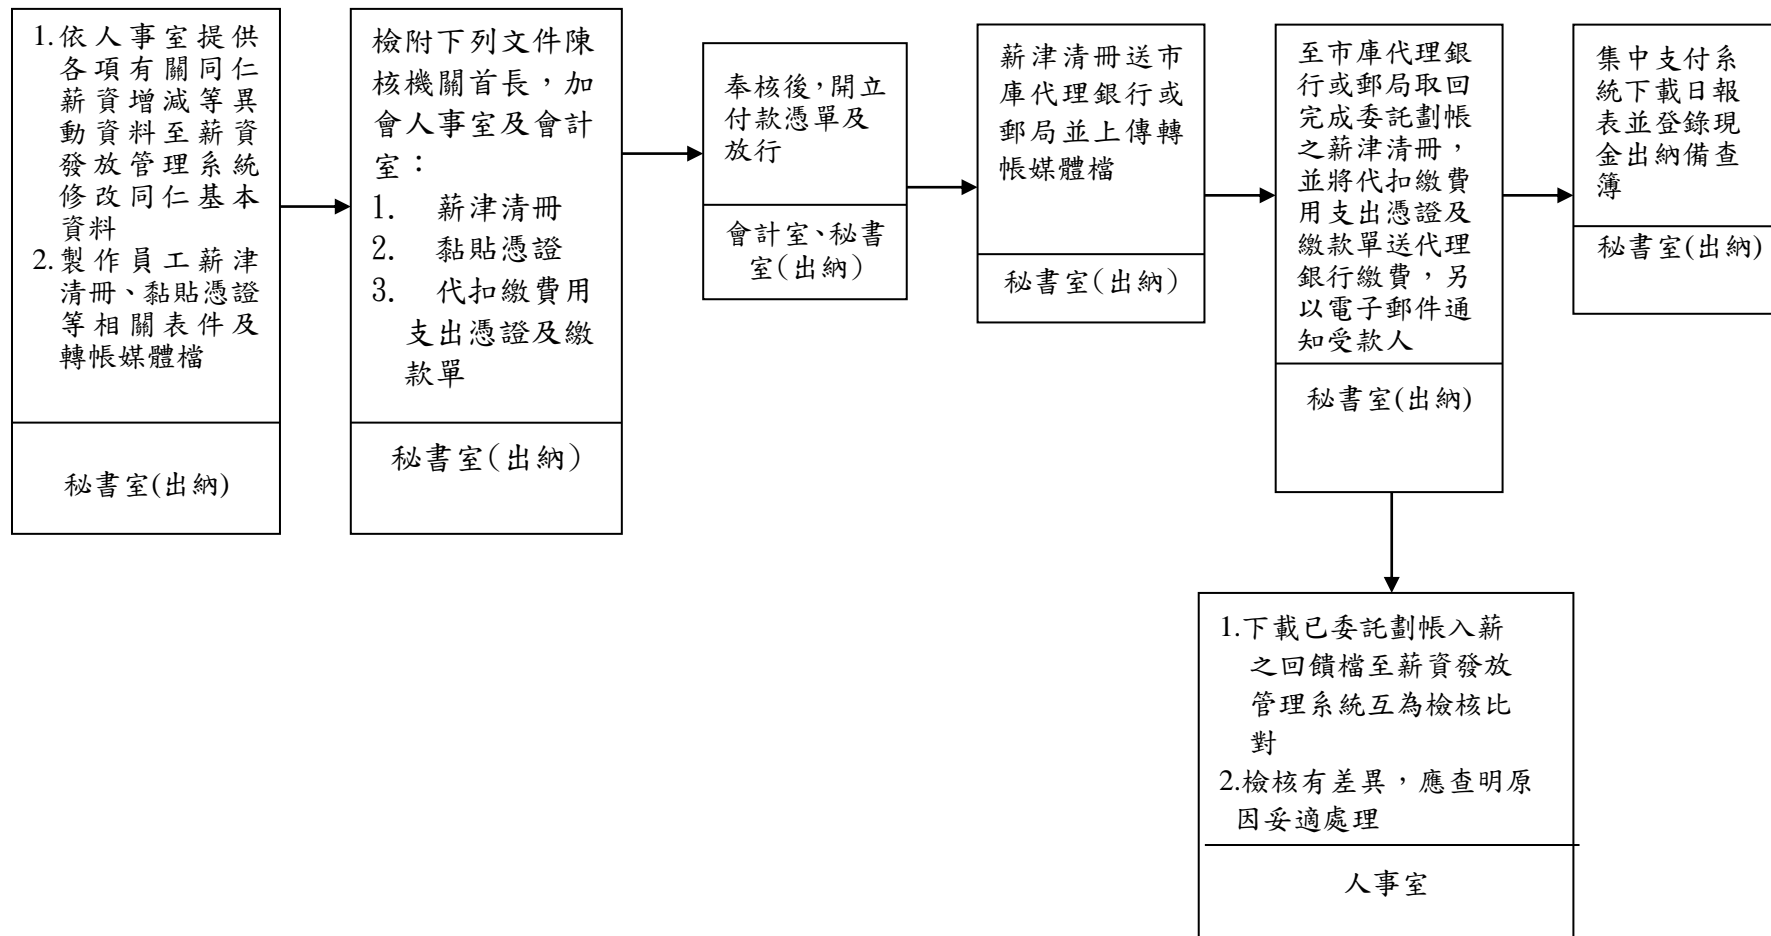 1.依人事室提供
各項有關同仁
薪資增減等異
動資料至薪資
發放管理系統
修改同仁基本
資料
2.製作員工薪津
清冊、黏貼憑證
等相關表件及
轉帳媒體檔
秘書室(出納)
檢附下列文件陳
核機關首長，加
會人事室及會計
室：
1. 薪津清冊
2. 黏貼憑證
3. 代扣繳費用
支出憑證及繳
款單
秘書室(出納)
奉核後，開立
付款憑單及
放行
會計室、秘書
室(出納)
薪津清冊送市
庫代理銀行或
郵局並上傳轉
帳媒體檔
秘書室(出納)
至市庫代理銀
行或郵局取回
完成委託劃帳
之薪津清冊，
並將代扣繳費
用支出憑證及
繳款單送代理
銀行繳費，另
以電子郵件通
知受款人
秘書室(出納)
集中支付系
統下載日報
表並登錄現
金出納備查
簿
秘書室(出納)
1.下載已委託劃帳入薪
之回饋檔至薪資發放
管理系統互為檢核比
對
2.檢核有差異，應查明原
因妥適處理
人事室